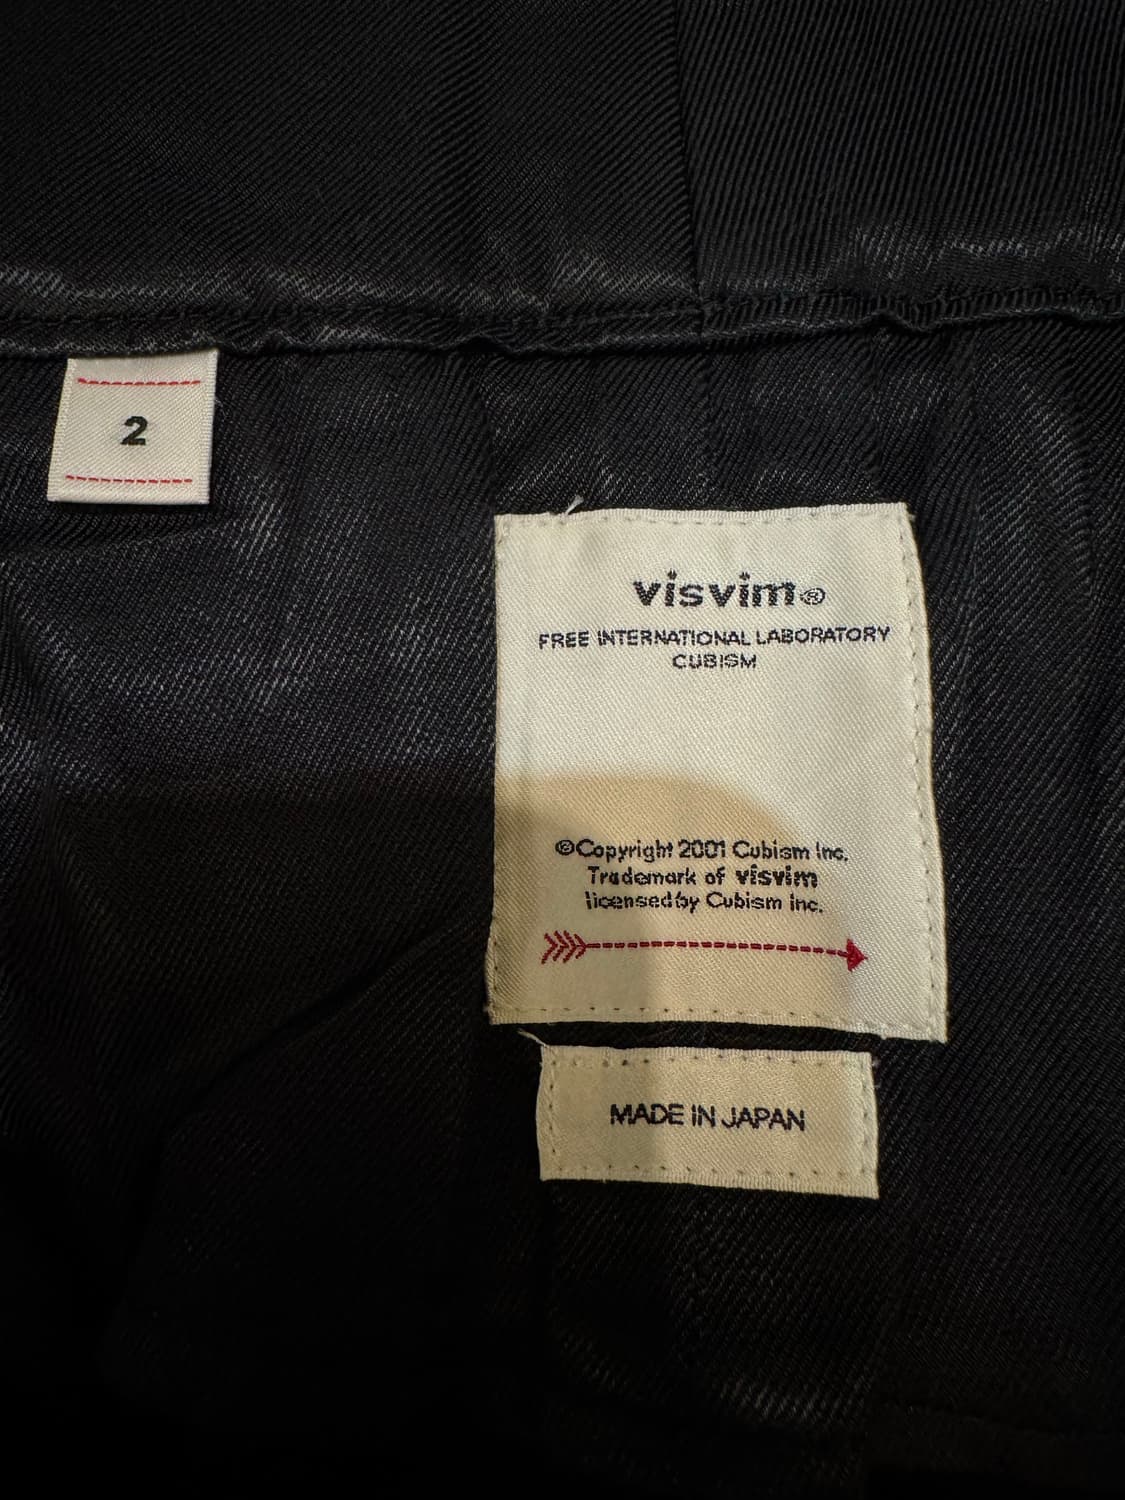 2
visvim®
FREE INTERNATIONAL LABORATORY
CUBISM
©Copyright 2001 Cubism Inc.
Trademark of visvim
licensed by Cubism Inc.
MADE IN JAPAN